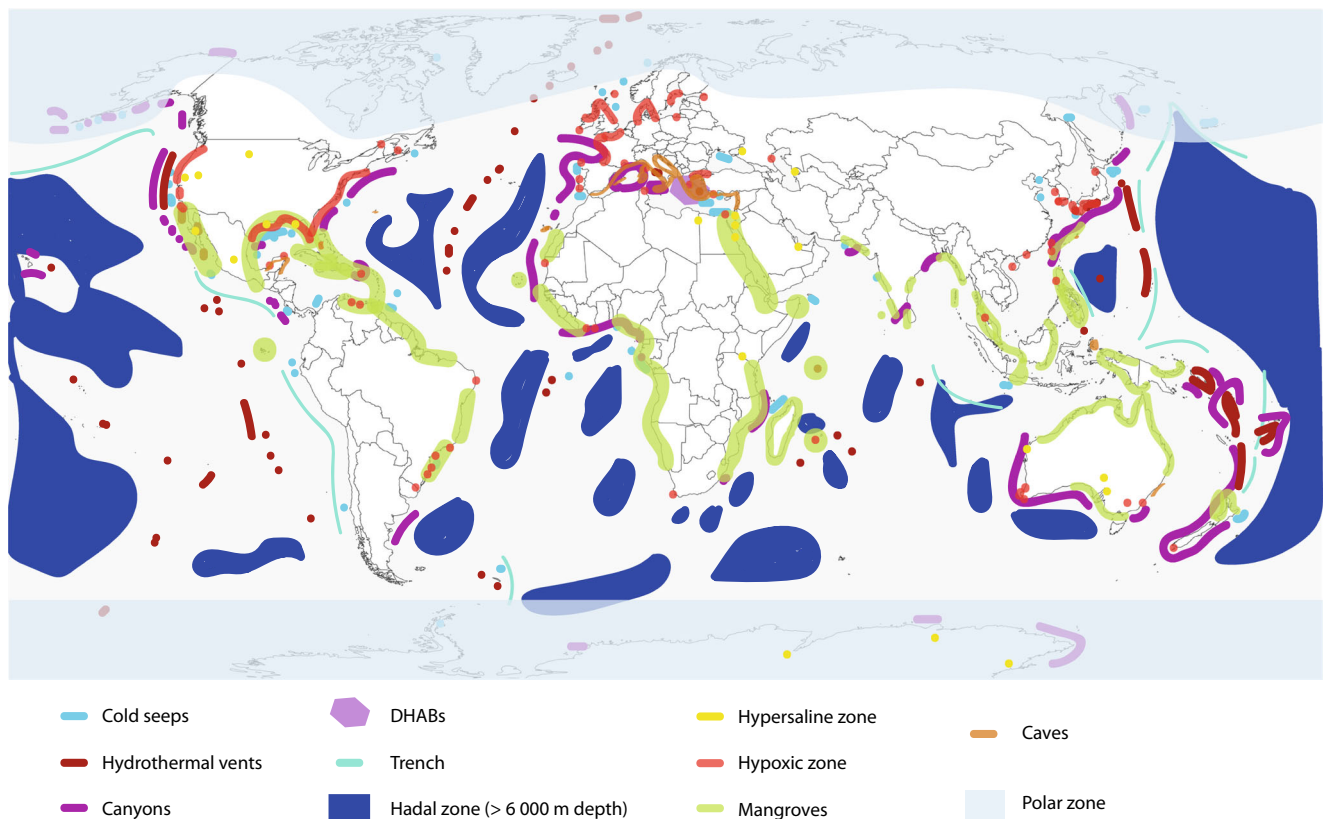 Cold seeps
DHABs
Hypersaline zone
Caves
Hydrothermal vents
Trench
Hypoxic zone
Canyons
Hadal zone (> 6 000 m depth)
Mangroves
Polar zone